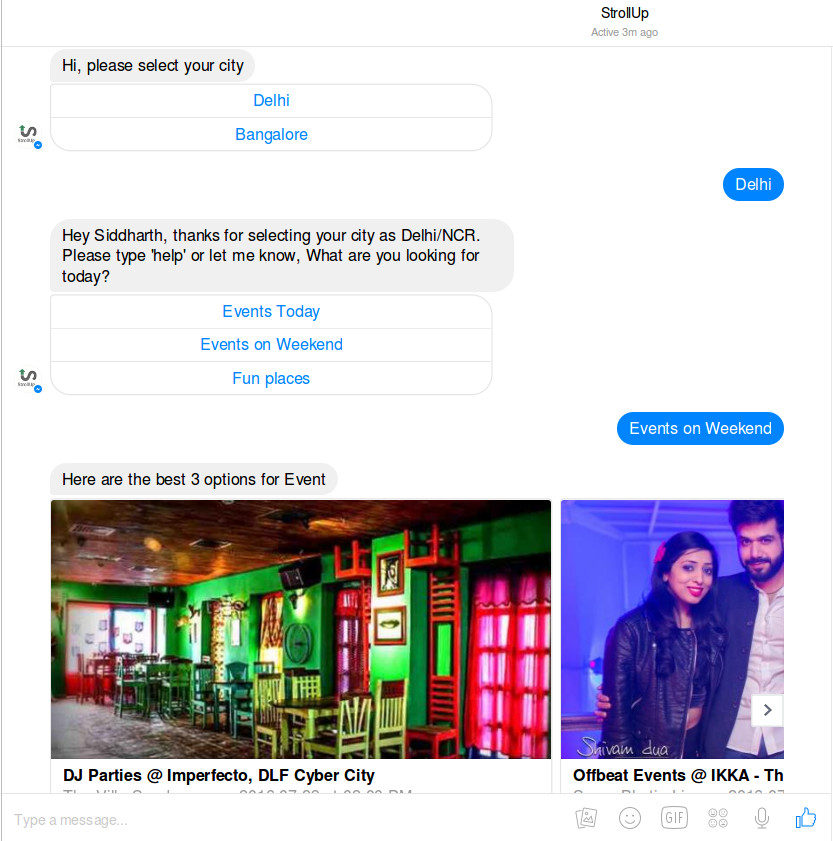 StrollUp
Active 3m ago
Hi, please select your city
Delhi
Bangalore
Delhi
Hey Siddharth, thanks for selecting your city as Delhi/NCR.
Please type 'help' or let me know, What are you looking for
today?
Events Today
Events on Weekend
Fun places
Events on Weekend
Here are the best 3 options for Event
Shivam dua
DJ Parties @ Imperfecto, DLF Cyber City
Offbeat Events @ IKKA - Th
Type a message...
GIF